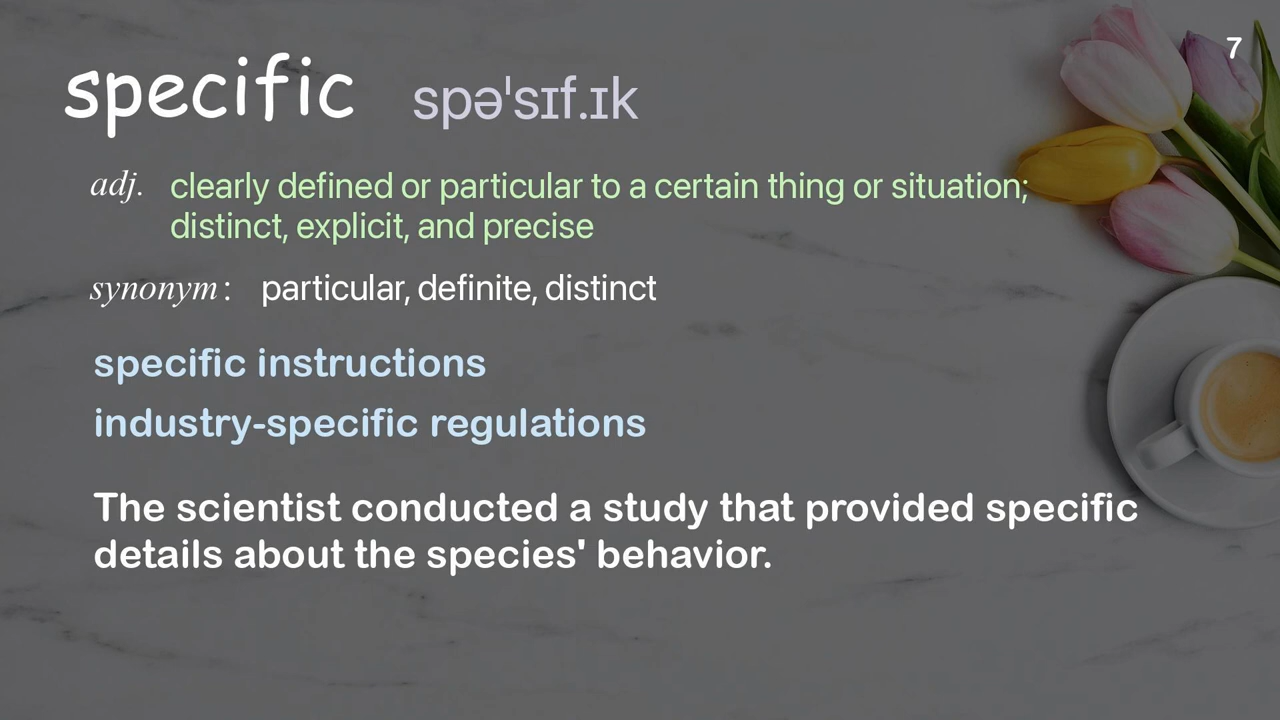 7
specific spəˈsɪf.ɪk
adj. clearly defined or particular to a certain thing or situation;
distinct, explicit, and precise
synonym: particular, definite, distinct
specific instructions
industry-specific regulations
The scientist conducted a study that provided specific
details about the species' behavior.